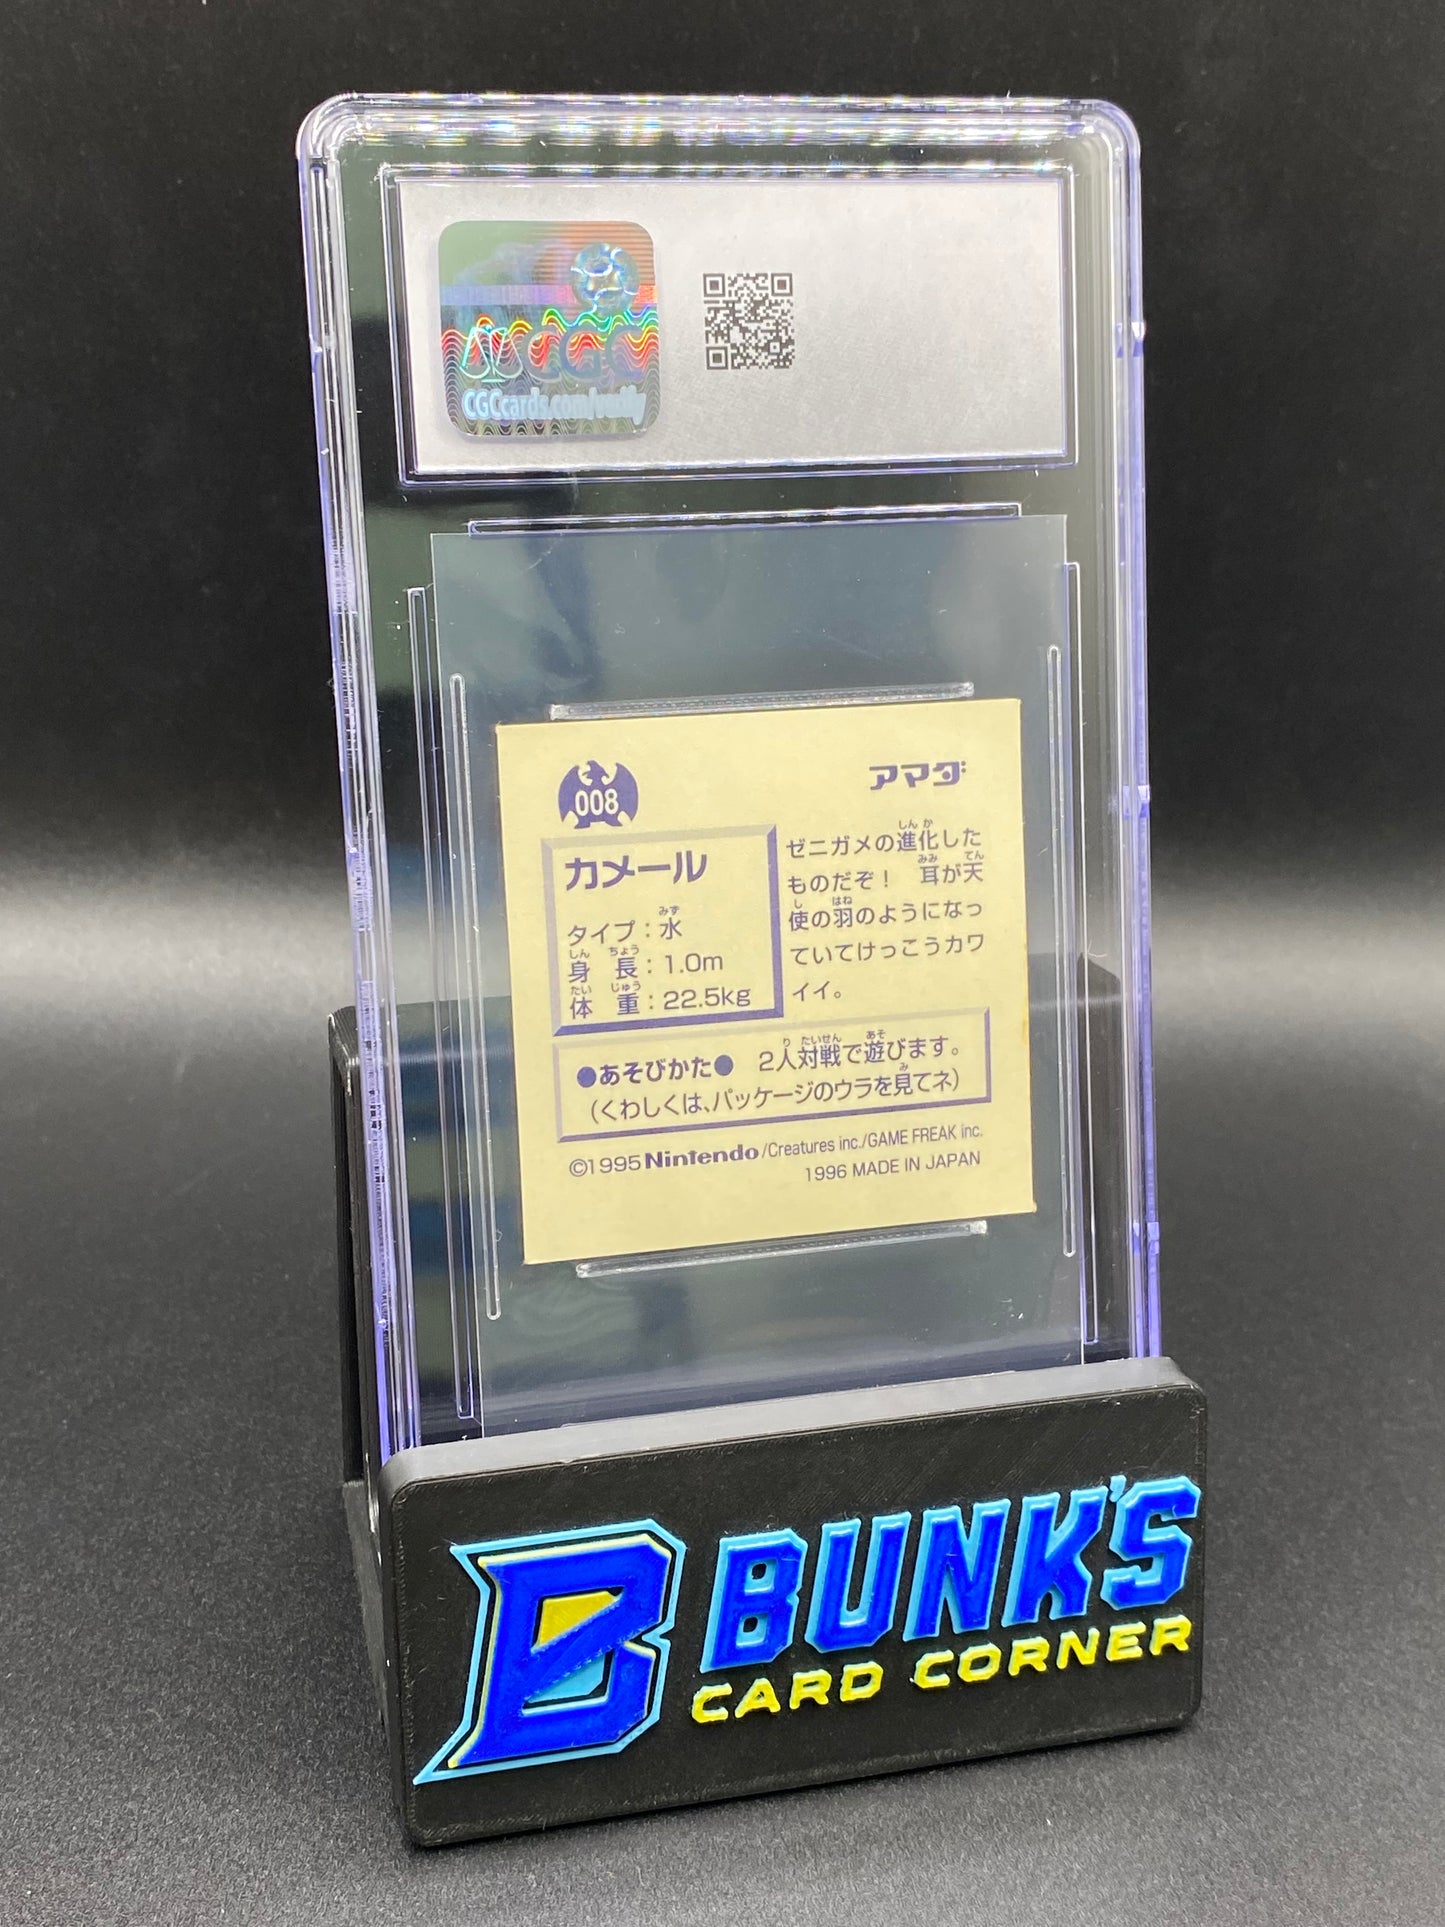 CGC
CGCcards.com/verify
008
アマダ
カメール
タイプ：水
身長：1.0m
体重：22.5kg
ゼニガメの進化した
ものだぞ！ 耳が天
使の羽のようになっ
ていてけっこうカワ
イイ。
●あそびかた● 2人対戦で遊びます。
(くわしくは、パッケージのウラを見てネ)
©1995 Nintendo/Creatures inc./GAME FREAK inc.
1996 MADE IN JAPAN
B BUNK'S
CARD CORNER